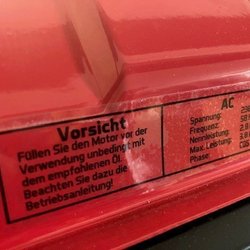 Vorsicht
Füllen Sie den Motor vor der
Verwendung unbedingt mit
dem empfohlenen Öl.
Beachten Sie dazu die
Betriebsanleitung!
AC
Spannung:
Frequenz:
Nennleistung:
Max. Leistung:
Phase: